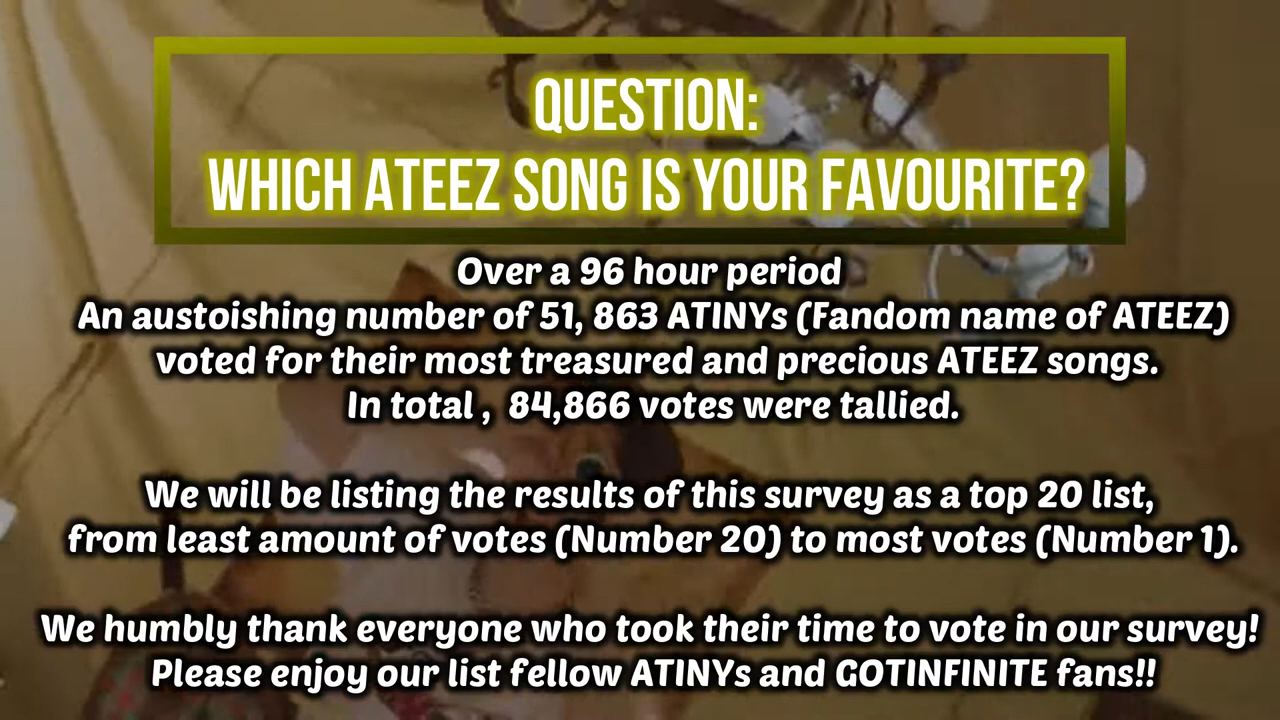 QUESTION:
WHICH ATEEZ SONG IS YOUR FAVOURITE?
Over a 96 hour period
An austoishing number of 51, 863 ATINYs (Fandom name of ATEEZ)
voted for their most treasured and precious ATEEZ songs.
In total ,  84,866 votes were tallied.
We will be listing the results of this survey as a top 20 list,
from least amount of votes (Number 20) to most votes (Number 1).
We humbly thank everyone who took their time to vote in our survey!
Please enjoy our list fellow ATINYs and GOTINFINITE fans!!